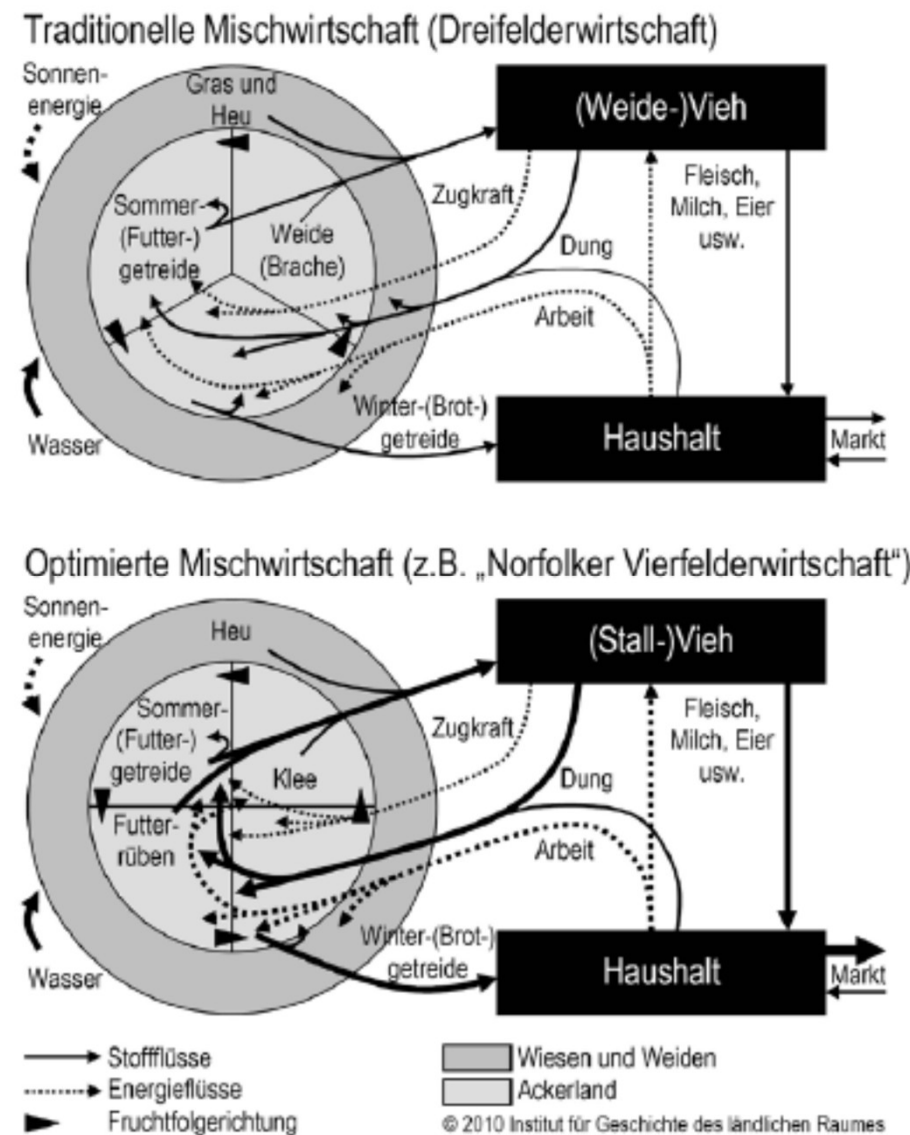 Traditionelle Mischwirtschaft (Dreifelderwirtschaft)
Sonnen-
energie
Gras und
Heu
(Weide-)Vieh
Zugkraft
Fleisch,
Milch, Eier
usw.
Sommer-
(Futter-)
getreide
Weide
(Brache)
Dung
Arbeit
Wasser
Winter-(Brot-)
getreide
Haushalt
Markt
Optimierte Mischwirtschaft (z.B. „Norfolker Vierfelderwirtschaft“)
Sonnen-
energie
Heu
(Stall-)Vieh
Sommer-
(Futter-)
getreide
Zugkraft
Fleisch,
Milch, Eier
usw.
Klee
Dung
Futter-
rüben
Arbeit
Wasser
Winter-(Brot-)
getreide
Haushalt
Markt
Stoffflüsse
Energieflüsse
Fruchtfolgerichtung
Wiesen und Weiden
Ackerland
© 2010 Institut für Geschichte des ländlichen Raumes